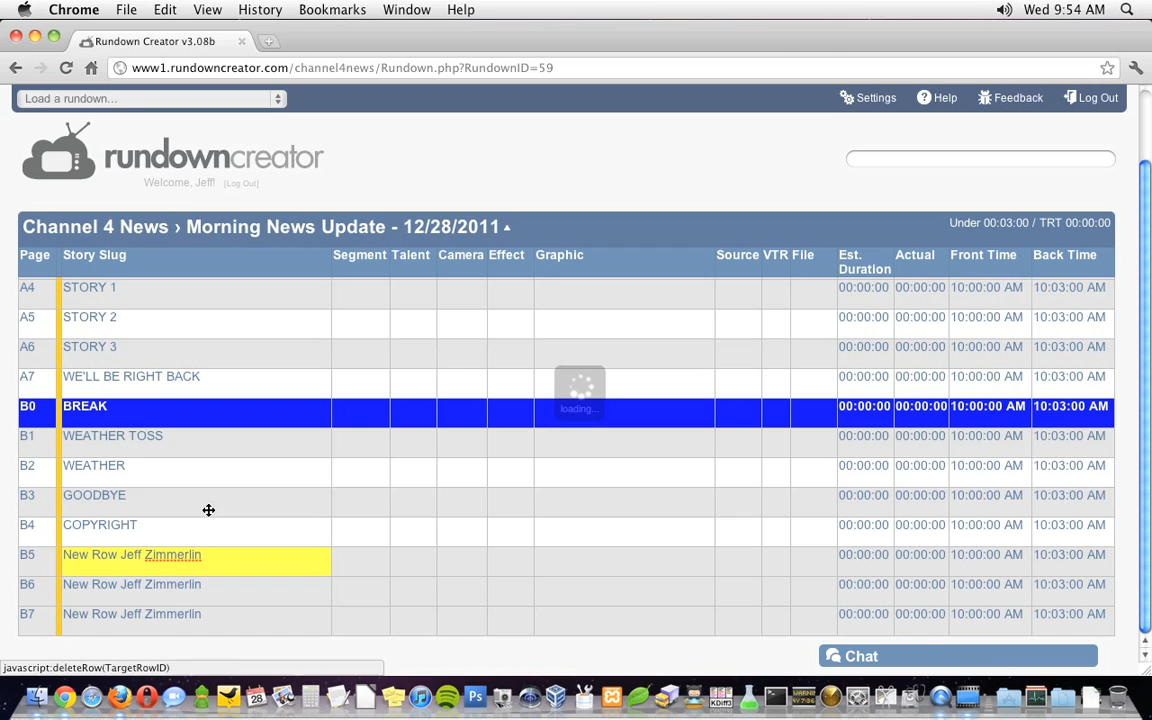 Chrome File Edit View History Bookmarks Window Help Wed 9:54 AM
Rundown Creator v3.08b
www1.rundowncreator.com/channel4news/Rundown.php?RundownID=59
Load a rundown... Settings Help Feedback Log Out
rundowncreator
Welcome, Jeff! [Log Out]
Channel 4 News › Morning News Update - 12/28/2011 Under 00:03:00 / TRT 00:00:00
Page Story Slug Segment Talent Camera Effect Graphic Source VTR File Est. Duration Actual Front Time Back Time
A4 STORY 1 00:00:00 00:00:00 10:00:00 AM 10:03:00 AM
A5 STORY 2 00:00:00 00:00:00 10:00:00 AM 10:03:00 AM
A6 STORY 3 00:00:00 00:00:00 10:00:00 AM 10:03:00 AM
A7 WE'LL BE RIGHT BACK 00:00:00 00:00:00 10:00:00 AM 10:03:00 AM
loading...
B0 BREAK 00:00:00 00:00:00 10:00:00 AM 10:03:00 AM
B1 WEATHER TOSS 00:00:00 00:00:00 10:00:00 AM 10:03:00 AM
B2 WEATHER 00:00:00 00:00:00 10:00:00 AM 10:03:00 AM
B3 GOODBYE 00:00:00 00:00:00 10:00:00 AM 10:03:00 AM
B4 COPYRIGHT 00:00:00 00:00:00 10:00:00 AM 10:03:00 AM
B5 New Row Jeff Zimmerlin 00:00:00 00:00:00 10:00:00 AM 10:03:00 AM
B6 New Row Jeff Zimmerlin 00:00:00 00:00:00 10:00:00 AM 10:03:00 AM
B7 New Row Jeff Zimmerlin 00:00:00 00:00:00 10:00:00 AM 10:03:00 AM
Chat
javascript:deleteRow(TargetRowID)